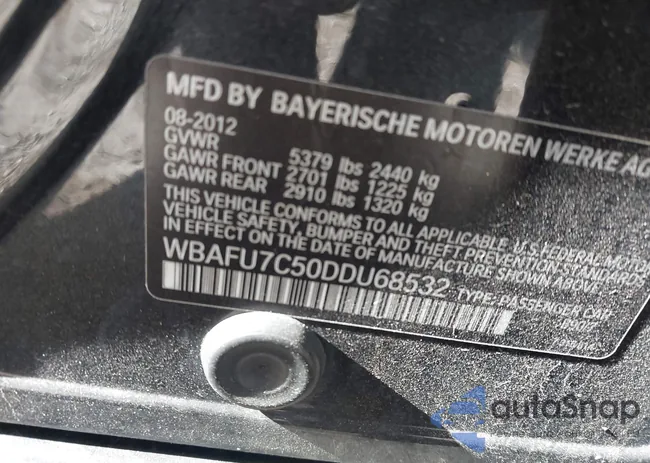 MFD BY BAYERISCHE MOTOREN WERKE AG
08-2012
GVWR 5379 lbs 2440 kg
GAWR FRONT 2701 lbs 1225 kg
GAWR REAR 2910 lbs 1320 kg
THIS VEHICLE CONFORMS TO ALL APPLICABLE U.S. FEDERAL MOTOR
VEHICLE SAFETY, BUMPER AND THEFT PREVENTION STANDARDS
IN EFFECT ON THE DATE OF MANUFACTURE SHOWN ABOVE
WBAFU7C50DDU68532 TYPE: PASSENGER CAR
autoSnap